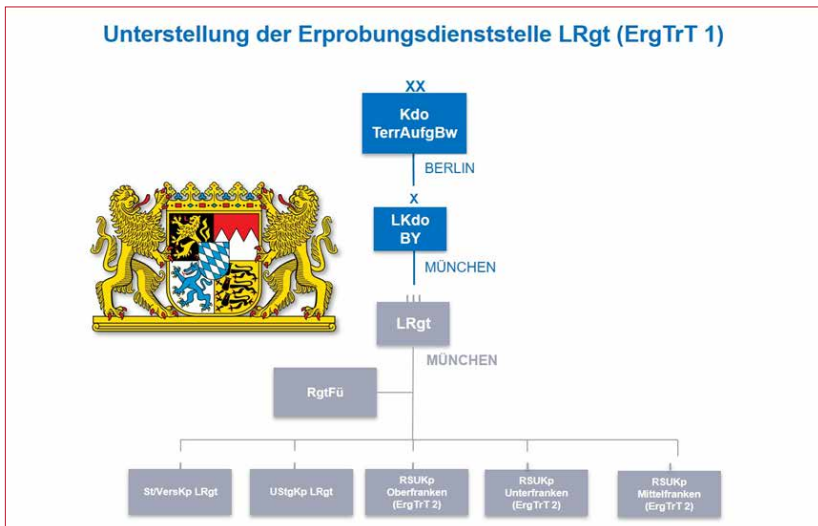 Unterstellung der Erprobungsdienststelle LRgt (ErgTrT 1)
XX
Kdo
TerrAufgBw
BERLIN
X
LKdo
BY
MÜNCHEN
III
LRgt
MÜNCHEN
RgtFü
St/VersKp LRgt
UStgKp LRgt
RSUKp
Oberfranken
(ErgTrT 2)
RSUKp
Unterfranken
(ErgTrT 2)
RSUKp
Mittelfranken
(ErgTrT 2)